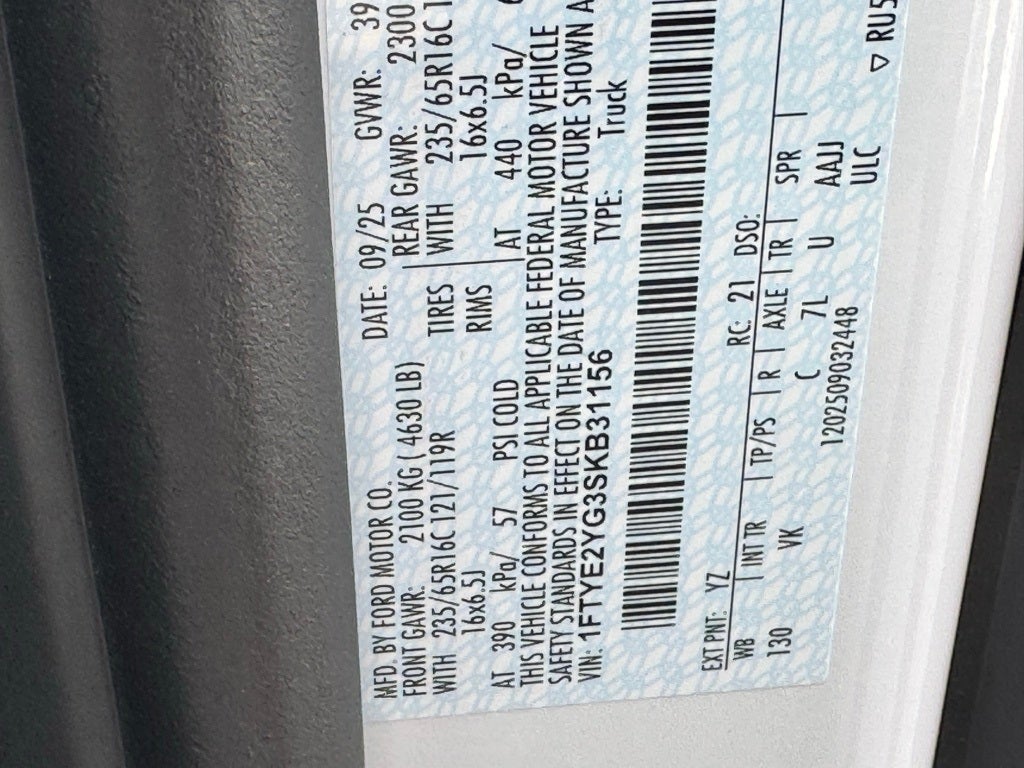 MFD. BY FORD MOTOR CO. DATE: 09/25 GVWR: 39
FRONT GAWR: 2100 KG ( 4630 LB) REAR GAWR: 2300
WITH 235/65R16C 121/119R TIRES WITH 235/65R16C 1
16x6.5J RIMS 16x6.5J
AT 390 kPa/ 57 PSI COLD AT 440 kPa/ 6
THIS VEHICLE CONFORMS TO ALL APPLICABLE FEDERAL MOTOR VEHICLE
SAFETY STANDARDS IN EFFECT ON THE DATE OF MANUFACTURE SHOWN A
VIN: 1FTYE2YG3SKB31156 TYPE: Truck
EXT PNT: YZ RC: 21 DSO:
WB INT TR TP/PS R AXLE TR SPR
130 VK C 7L U AAJJ
1202509032448 ULC
▽ RU5